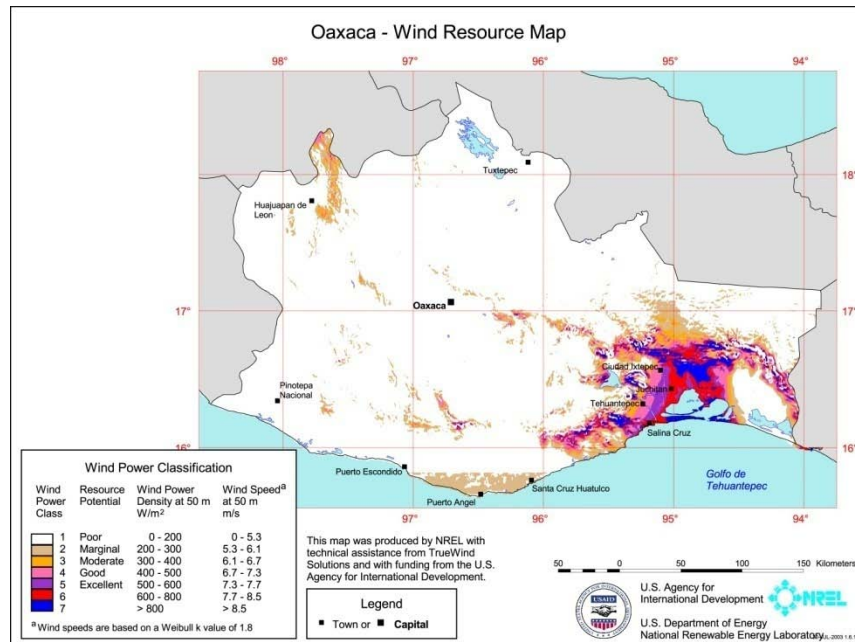 Oaxaca - Wind Resource Map
98° 97° 96° 95° 94°
18° 18°
17° 17°
16° 16°
97° 96° 95° 94°
Tuxtepec
Huajuapan de
Leon
Oaxaca
Ciudad Ixtepec
Juchitan
Tehuantepec
Pinotepa
Nacional
Salina Cruz
Puerto Escondido
Santa Cruz Huatulco
Puerto Angel
Golfo de
Tehuantepec
Wind Power Classification
Wind Power Class
Resource Potential
Wind Power Density at 50 m W/m²
Wind Speedª at 50 m m/s
1 Poor 0 - 200 0 - 5.3
2 Marginal 200 - 300 5.3 - 6.1
3 Moderate 300 - 400 6.1 - 6.7
4 Good 400 - 500 6.7 - 7.3
5 Excellent 500 - 600 7.3 - 7.7
6 600 - 800 7.7 - 8.5
7 > 800 > 8.5
ª Wind speeds are based on a Weibull k value of 1.8
This map was produced by NREL with
technical assistance from TrueWind
Solutions and with funding from the U.S.
Agency for International Development.
Legend
Town or Capital
50 0 50 100 150 Kilometers
USAID
U.S. Agency for
International Development
NREL
U.S. Department of Energy
National Renewable Energy Laboratory